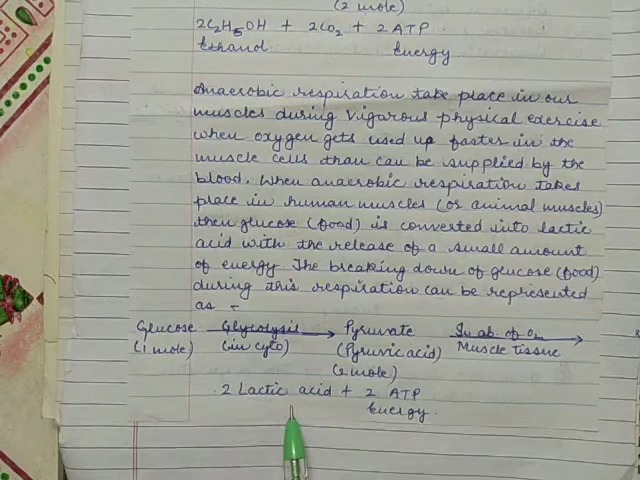 (2 mole)
2C2H5OH + 2CO2 + 2 ATP
Ethanol Energy
Anaerobic respiration take place in our
muscles during vigarous physical exercise
when oxygen gets used up faster in the
muscle cells than can be supplied by the
blood. When anaerobic respiration takes
place in human muscles (or animal muscles)
then glucose (food) is converted into lactic
acid with the release of a small amount
of energy. The breaking down of glucose (food)
during this respiration can be represented
as -
Glucose Glycolysis Pyruvate In ab. of O2
(1 mole) (in cyto) (Pyruvic acid) Muscle tissue
(2 mole)
2 Lactic acid + 2 ATP
Energy.